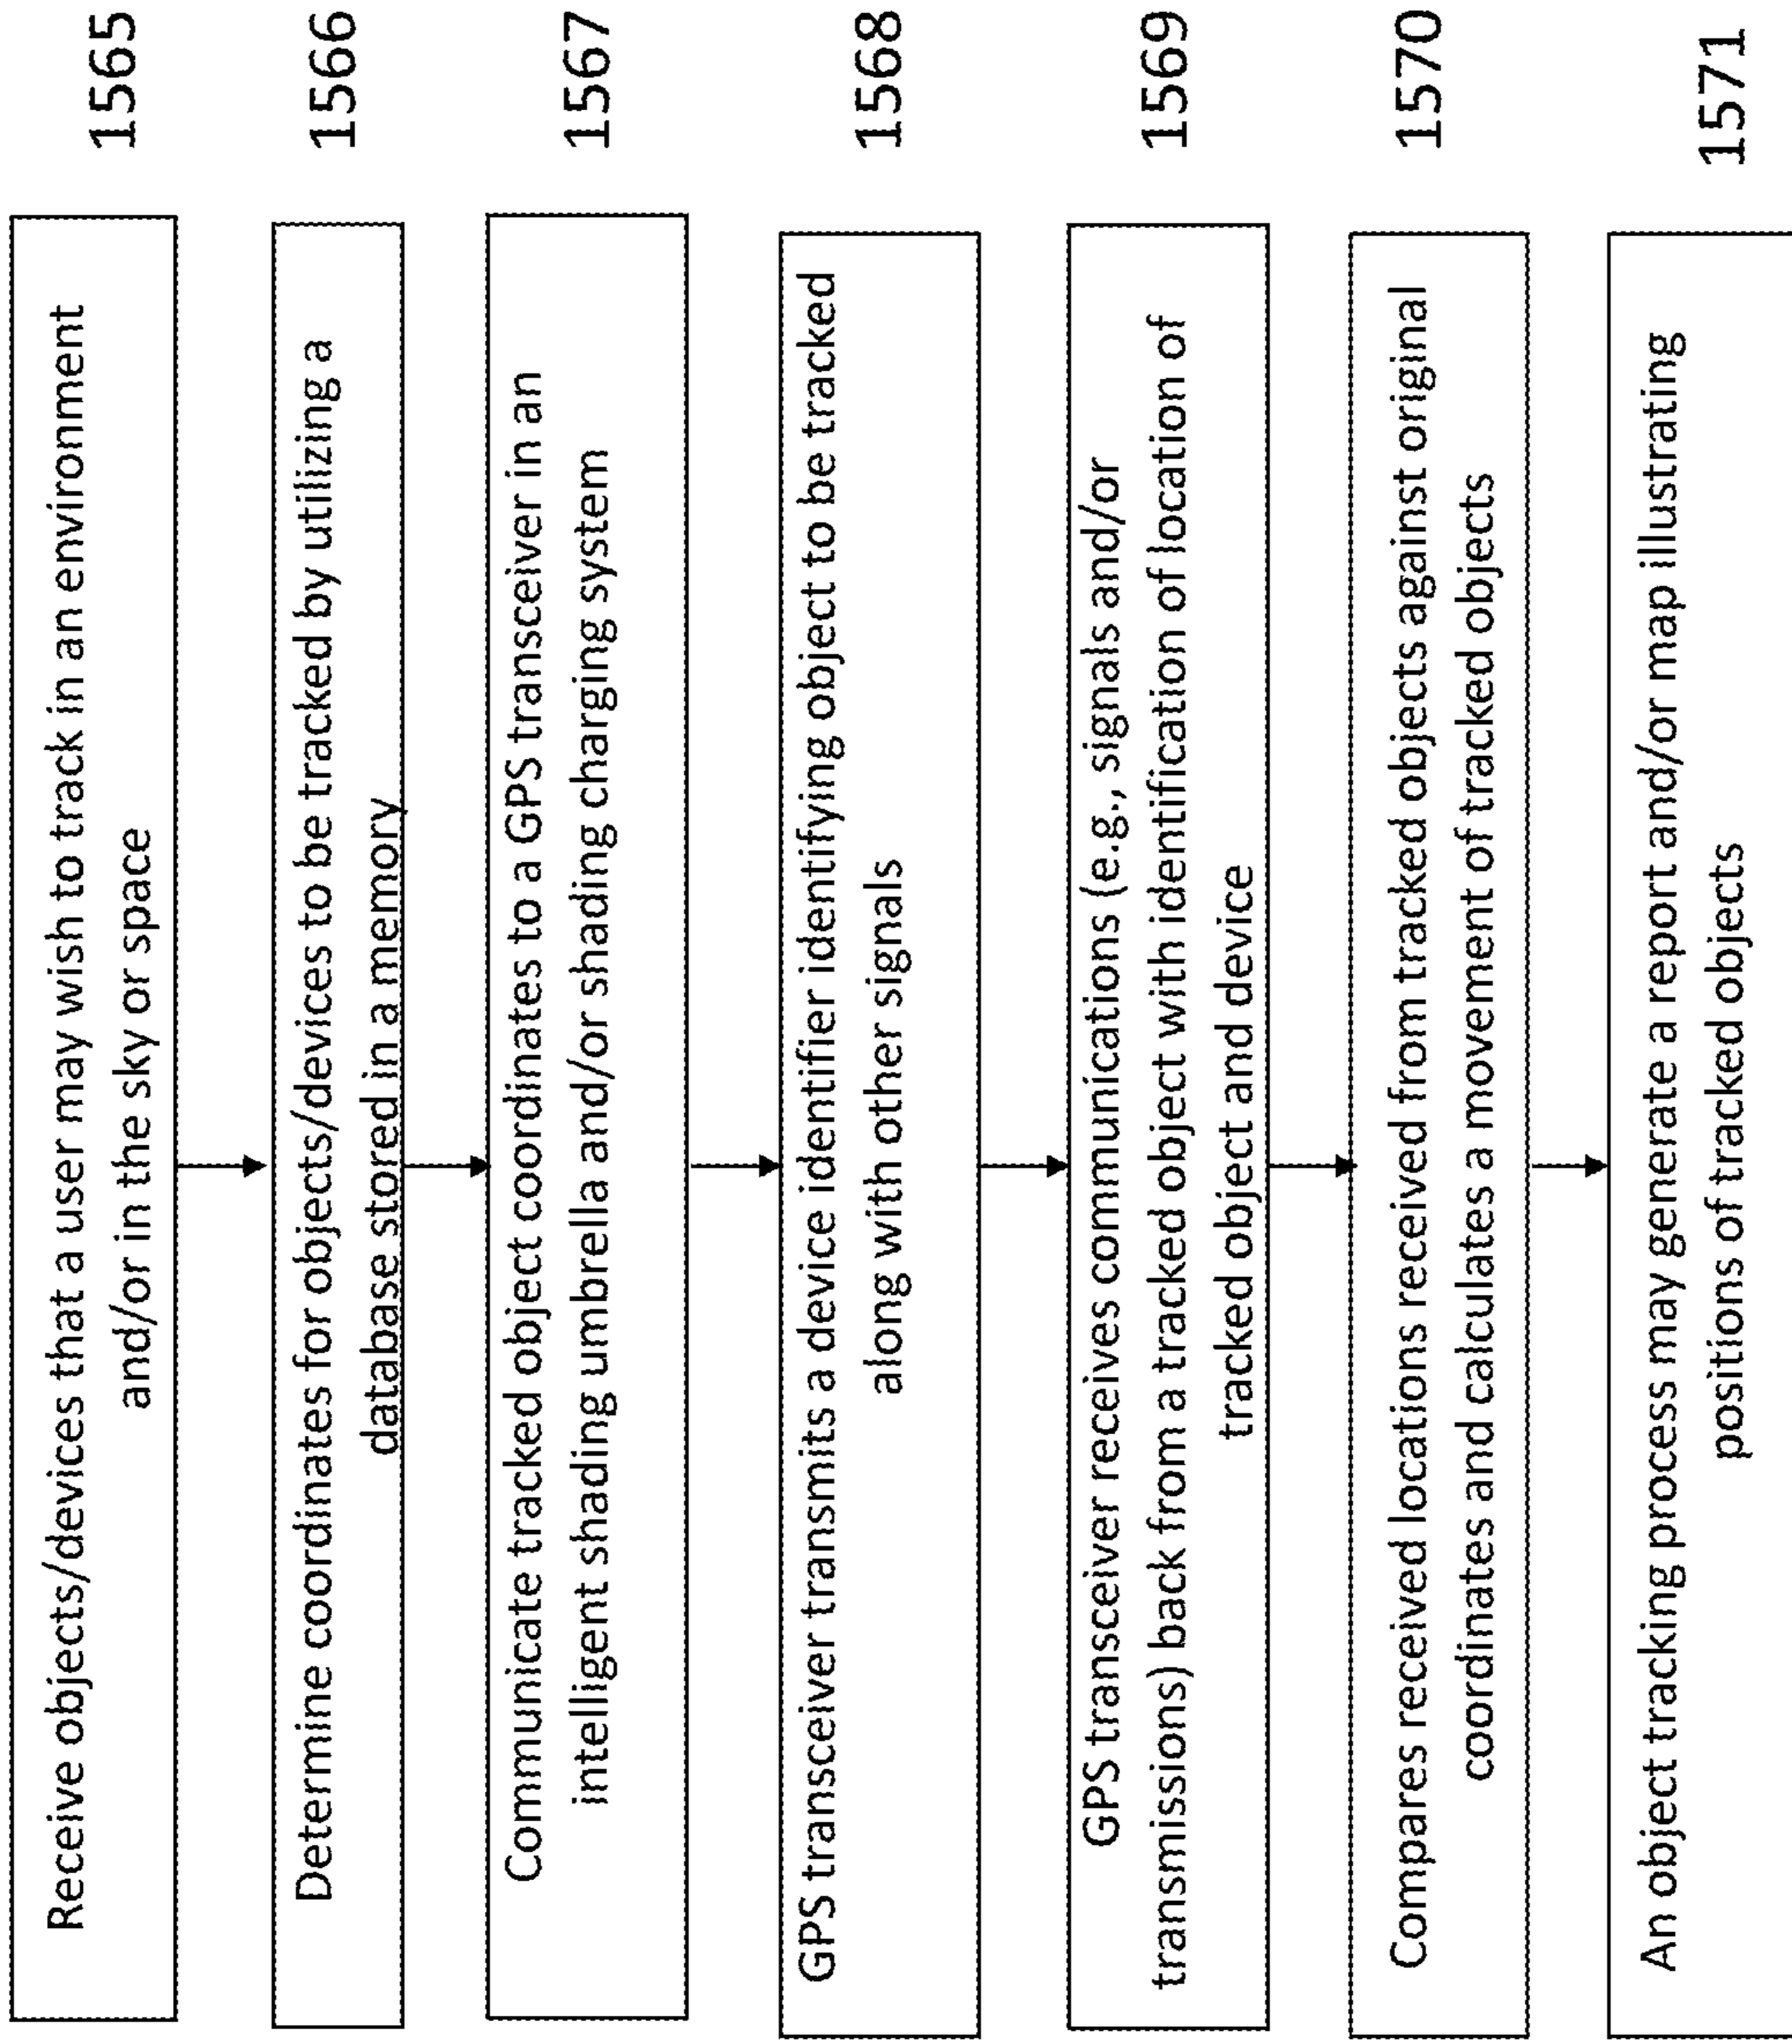 Receive objects/devices that a user may wish to track in an environment
and/or in the sky or space
1565
Determine coordinates for objects/devices to be tracked by utilizing a
database stored in a memory
1566
Communicate tracked object coordinates to a GPS transceiver in an
intelligent shading umbrella and/or shading charging system
1567
GPS transceiver transmits a device identifier identifying object to be tracked
along with other signals
1568
GPS transceiver receives communications (e.g., signals and/or
transmissions) back from a tracked object with identification of location of
tracked object and device
1569
Compares received locations received from tracked objects against original
coordinates and calculates a movement of tracked objects
1570
An object tracking process may generate a report and/or map illustrating
positions of tracked objects
1571